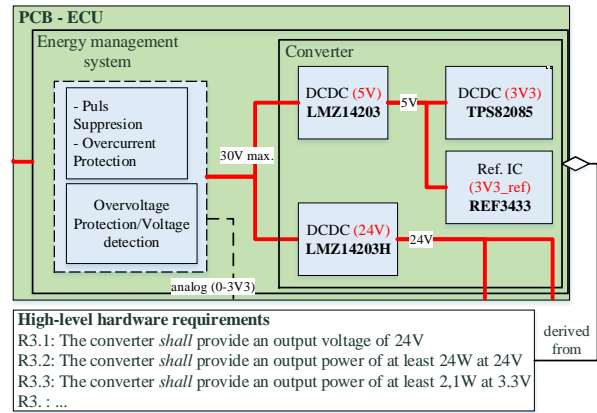 PCB - ECU
Energy management
system
- Puls
Suppresion
- Overcurrent
Protection
Overvoltage
Protection/Voltage
detection
30V max.
analog (0-3V3)
Converter
DCDC (5V)
LMZ14203
5V
DCDC (3V3)
TPS82085
Ref. IC
(3V3_ref)
REF3433
DCDC (24V)
LMZ14203H
24V
derived
from
High-level hardware requirements
R3.1: The converter shall provide an output voltage of 24V
R3.2: The converter shall provide an output power of at least 24W at 24V
R3.3: The converter shall provide an output power of at least 2,1W at 3.3V
R3. : ...